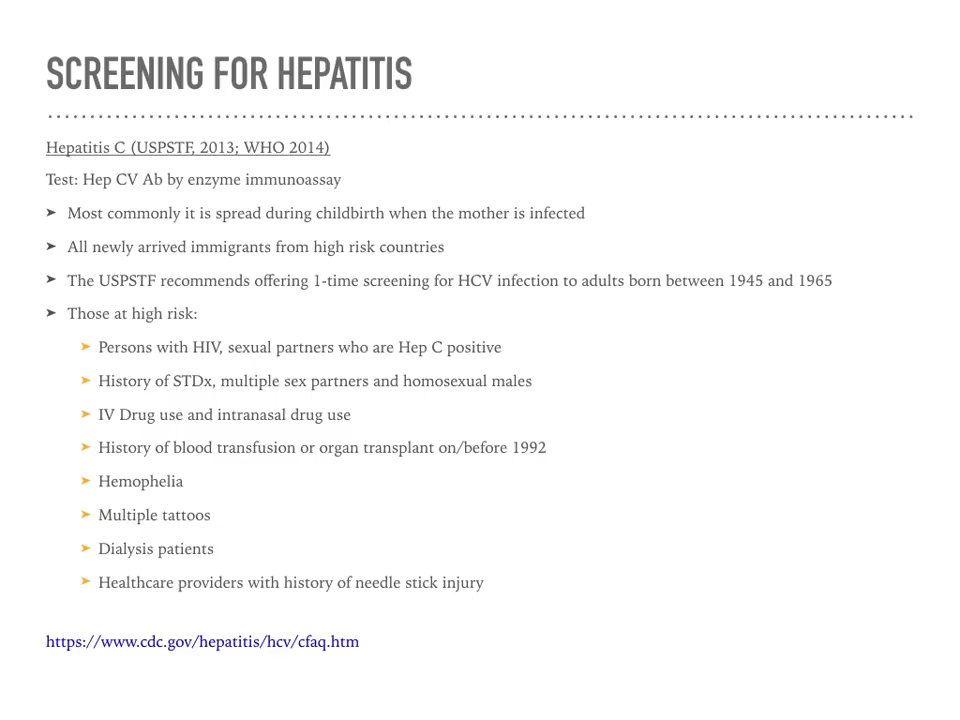 SCREENING FOR HEPATITIS
Hepatitis C (USPSTF, 2013; WHO 2014)
Test: Hep CV Ab by enzyme immunoassay
➤ Most commonly it is spread during childbirth when the mother is infected
➤ All newly arrived immigrants from high risk countries
➤ The USPSTF recommends offering 1-time screening for HCV infection to adults born between 1945 and 1965
➤ Those at high risk:
➤ Persons with HIV, sexual partners who are Hep C positive
➤ History of STDx, multiple sex partners and homosexual males
➤ IV Drug use and intranasal drug use
➤ History of blood transfusion or organ transplant on/before 1992
➤ Hemophelia
➤ Multiple tattoos
➤ Dialysis patients
➤ Healthcare providers with history of needle stick injury
https://www.cdc.gov/hepatitis/hcv/cfaq.htm